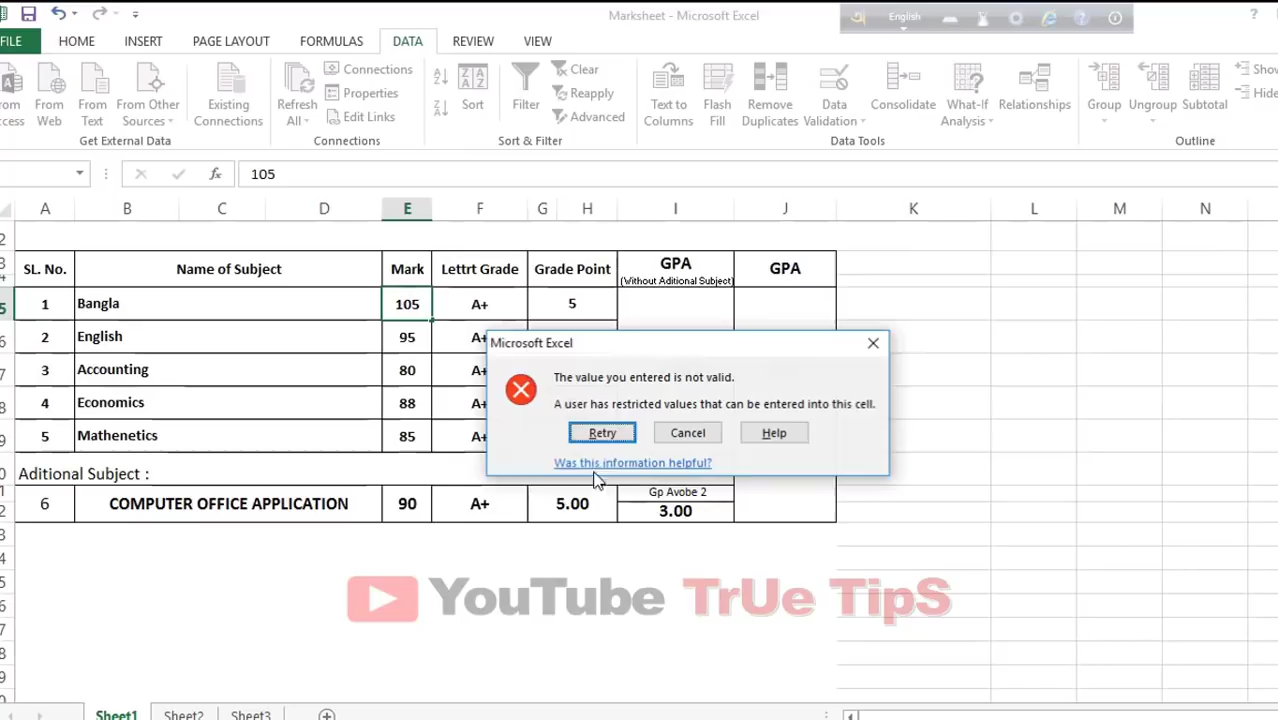 Marksheet - Microsoft Excel
English
FILE HOME INSERT PAGE LAYOUT FORMULAS DATA REVIEW VIEW
From Web
From Text
From Other Sources
Existing Connections
Get External Data
Refresh All
Connections
Properties
Edit Links
Connections
Sort
Filter
Clear
Reapply
Advanced
Sort & Filter
Text to Columns
Flash Fill
Remove Duplicates
Data Validation
Consolidate
What-If Analysis
Relationships
Data Tools
Group
Ungroup
Subtotal
Outline
fx 105
A B C D E F G H I J K L M N
SL. No. Name of Subject Mark Lettrt Grade Grade Point GPA (Without Aditional Subject) GPA
1 Bangla 105 A+ 5
2 English 95 A+
3 Accounting 80 A+
4 Economics 88 A+
5 Mathenetics 85 A+
Microsoft Excel
The value you entered is not valid.
A user has restricted values that can be entered into this cell.
Retry Cancel Help
Was this information helpful?
Aditional Subject :
6 COMPUTER OFFICE APPLICATION 90 A+ 5.00 Gp Avobe 2
3.00
YouTube TrUe TipS
Sheet1 Sheet2 Sheet3